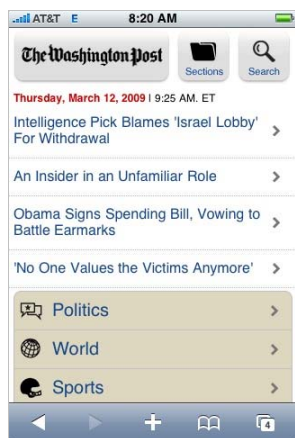 AT&T E 8:20 AM
The Washington Post
Sections
Search
Thursday, March 12, 2009 | 9:25 AM. ET
Intelligence Pick Blames 'Israel Lobby'
For Withdrawal
An Insider in an Unfamiliar Role
Obama Signs Spending Bill, Vowing to
Battle Earmarks
'No One Values the Victims Anymore'
Politics
World
Sports
4